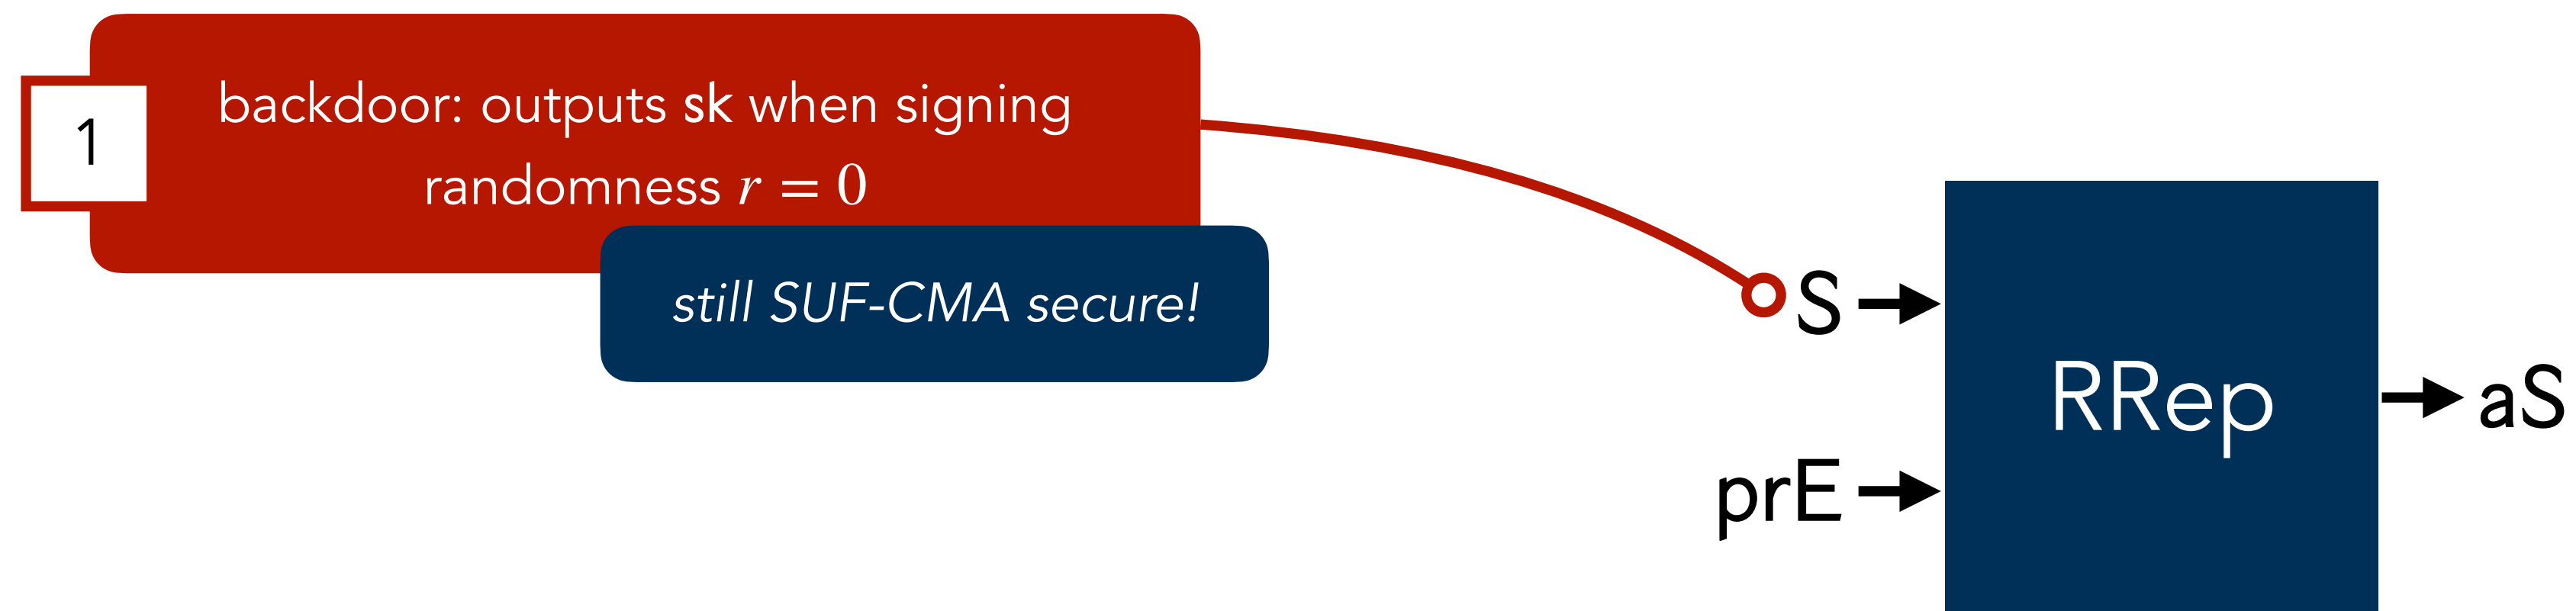 1
backdoor: outputs sk when signing
randomness r = 0
still SUF-CMA secure!
S
prE
RRep
aS